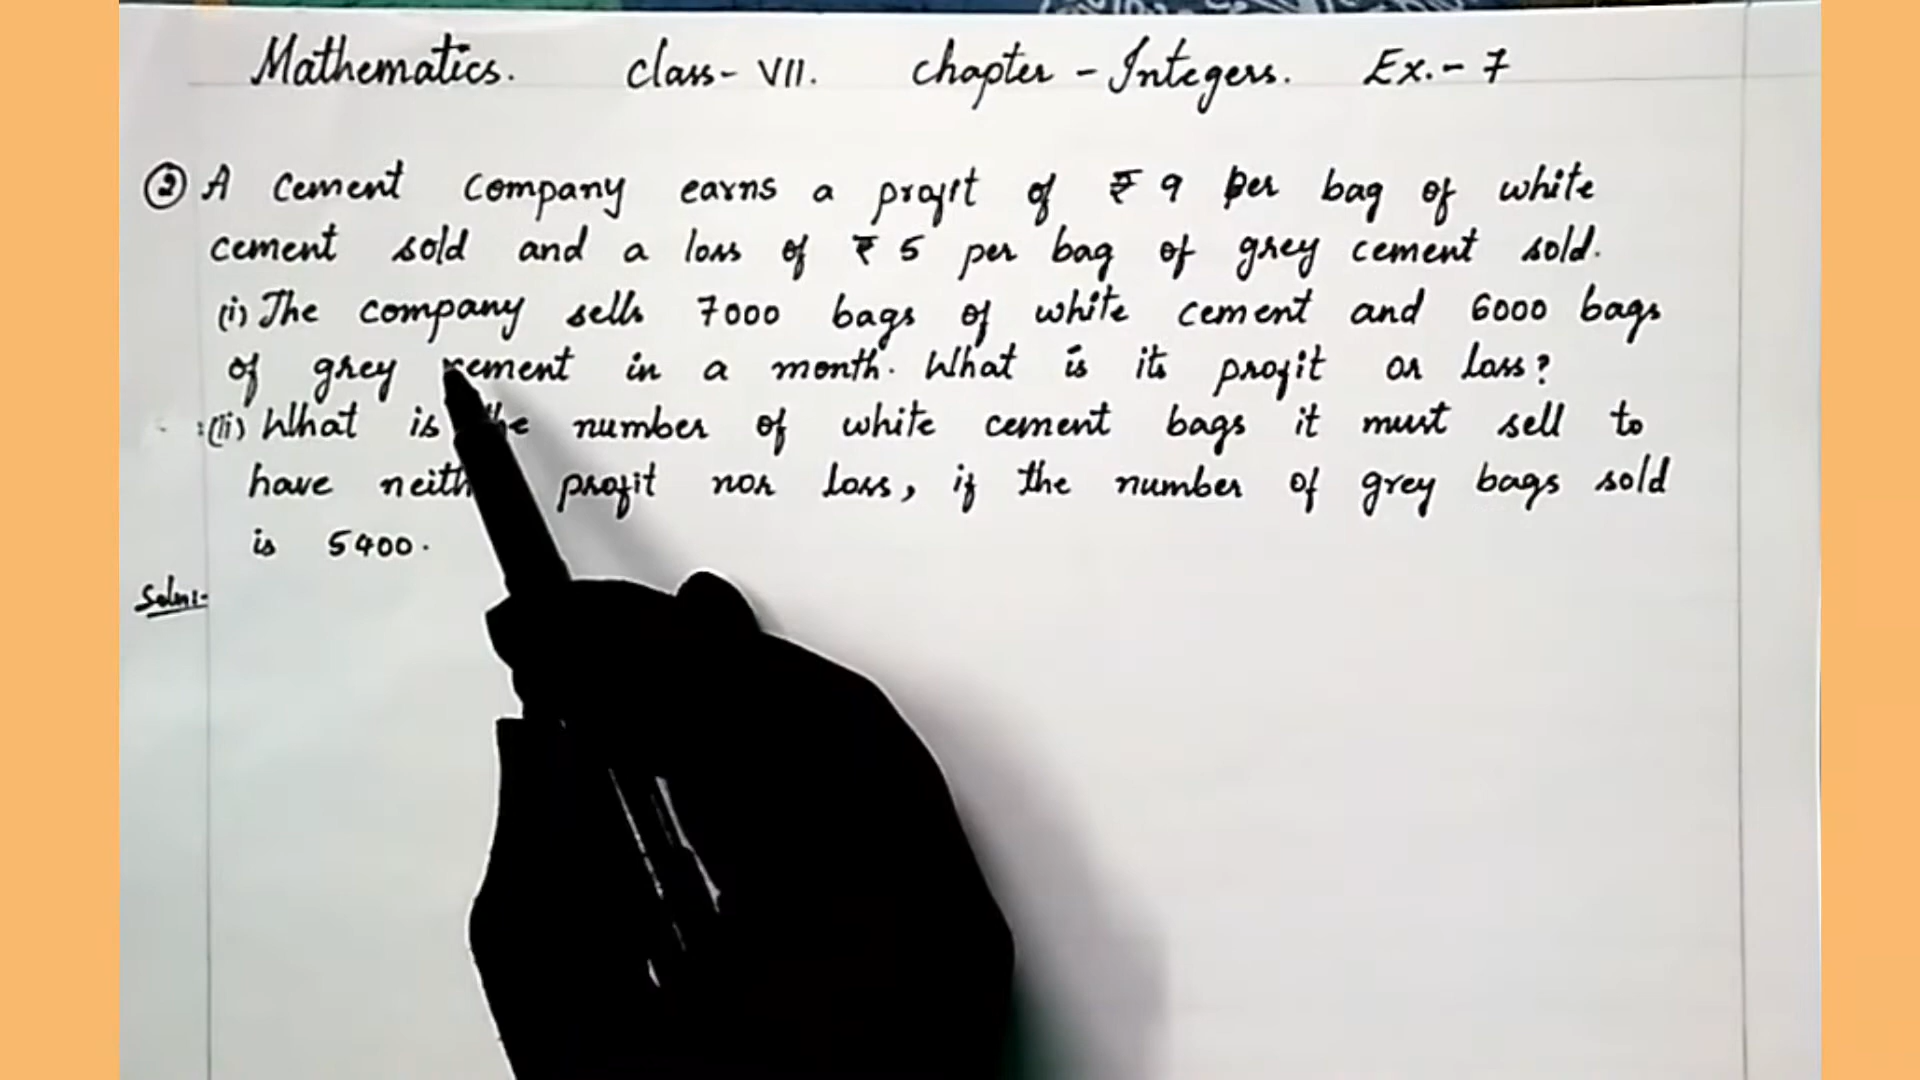 Mathematics. Class- VII. chapter - Integers. Ex.- 7
② A cement company earns a profit of ₹ 9 per bag of white
cement sold and a loss of ₹ 5 per bag of grey cement sold.
(i) The company sells 7000 bags of white cement and 6000 bags
of grey cement in a month. What is its profit or loss?
(ii) What is the number of white cement bags it must sell to
have neith profit nor loss, if the number of grey bags sold
is 5400.
Soln:-